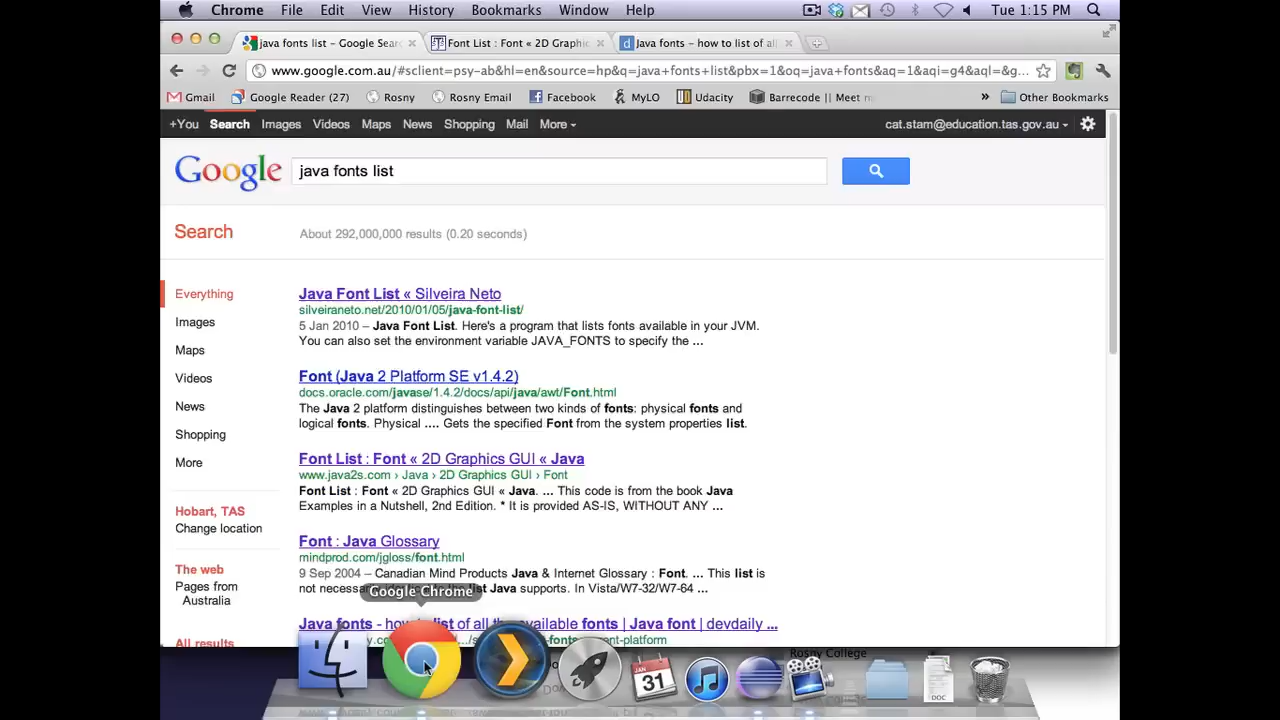 Chrome File Edit View Bookmarks Window Help Tue 1:15 PM
java fonts list - Google Sear
Font List : Font « 2D Graphic
Java fonts – how to list of all
www.google.com.au/#sclient=psy-ab&hl=en&source=hp&q=java+fonts+list&pbx=1&oq=java+fonts&aq=1&aqi=g4&aql=&g...
Gmail Google Reader (27) Rosny Rosny Email Facebook MyLO Udacity Barrecode || Meet m » Other Bookmarks
+You Search Images Videos Maps News Shopping Mail More cat.stam@education.tas.gov.au
Google java fonts list
Search About 292,000,000 results (0.20 seconds)
Everything
Images
Maps
Videos
News
Shopping
More
Hobart, TAS
Change location
The web
Pages from
Australia
All results
Java Font List « Silveira Neto
silveiraneto.net/2010/01/05/java-font-list/
5 Jan 2010 – Java Font List. Here's a program that lists fonts available in your JVM.
You can also set the environment variable JAVA_FONTS to specify the ...
Font (Java 2 Platform SE v1.4.2)
docs.oracle.com/javase/1.4.2/docs/api/java/awt/Font.html
The Java 2 platform distinguishes between two kinds of fonts: physical fonts and
logical fonts. Physical .... Gets the specified Font from the system properties list.
Font List : Font « 2D Graphics GUI « Java
www.java2s.com › Java › 2D Graphics GUI › Font
Font List : Font « 2D Graphics GUI « Java. ... This code is from the book Java
Examples in a Nutshell, 2nd Edition. * It is provided AS-IS, WITHOUT ANY ...
Font : Java Glossary
mindprod.com/jgloss/font.html
9 Sep 2004 – Canadian Mind Products Java & Internet Glossary : Font. ... This list is
not list Java supports. In Vista/W7-32/W7-64 ...
Google Chrome
Java fonts - how to list of all the available fonts | Java font | devdaily ...
Rosny College
JAN
31
DOC